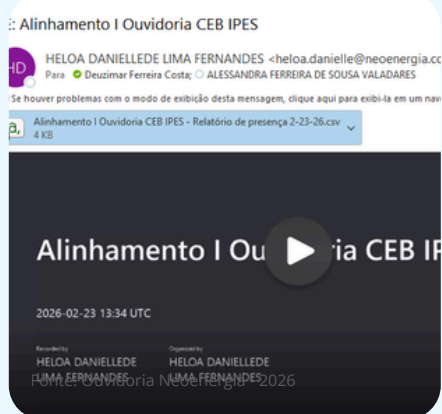 : Alinhamento I Ouvidoria CEB IPES
HD
HELOA DANIELLEDE LIMA FERNANDES <heloa.danielle@neoenergia.co
Para Deuzimar Ferreira Costa; ALESSANDRA FERREIRA DE SOUSA VALADARES
Se houver problemas com o modo de exibição desta mensagem, clique aqui para exibi-la em um nav
a,
Alinhamento I Ouvidoria CEB IPES - Relatório de presença 2-23-26.csv
4 KB
Alinhamento I Ou ria CEB IP
2026-02-23 13:34 UTC
Recorded by Organized by
HELOA DANIELLEDE HELOA DANIELLEDE
LIMA FERNANDES LIMA FERNANDES
Fonte: Ouvidoria Neoenergia - 2026